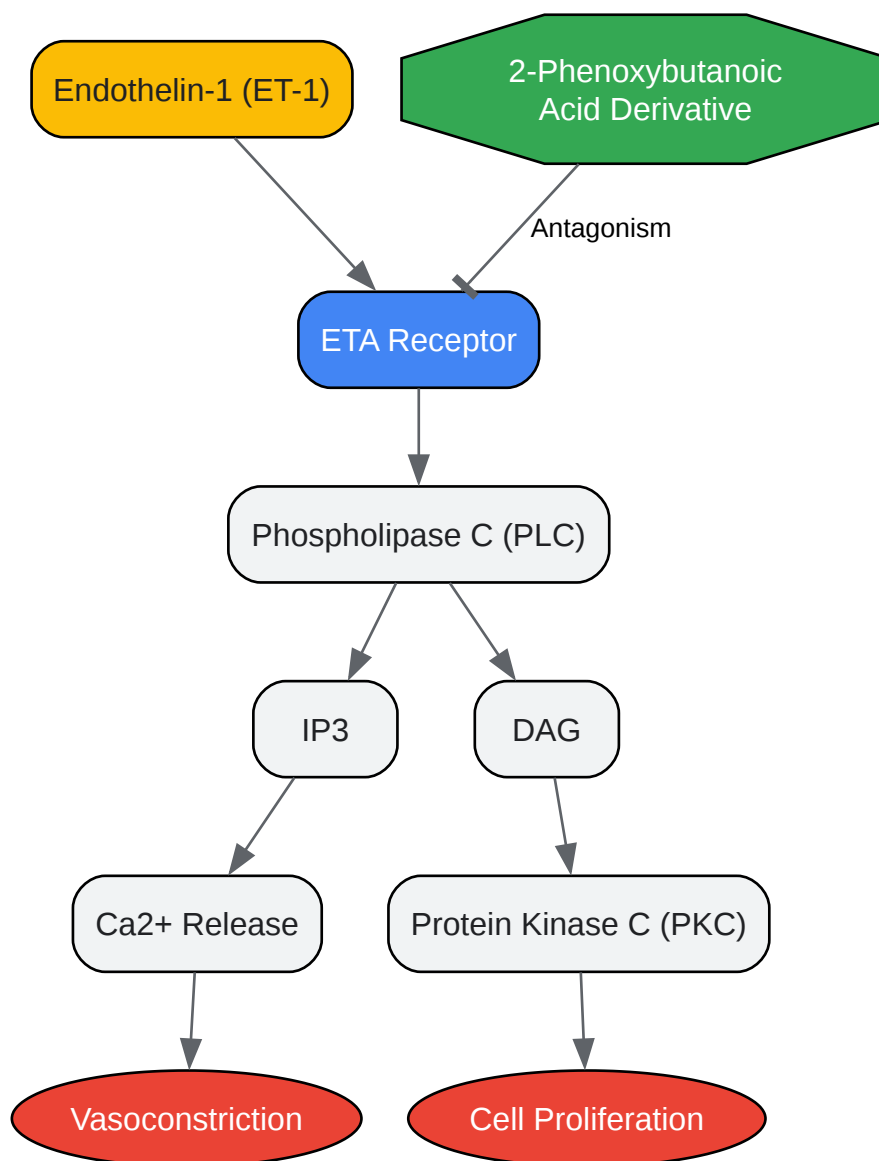 Endothelin-1 (ET-1)
2-Phenoxybutanoic
Acid Derivative
Antagonism
ETA Receptor
Phospholipase C (PLC)
IP3
DAG
Ca2+ Release
Protein Kinase C (PKC)
Vasoconstriction
Cell Proliferation